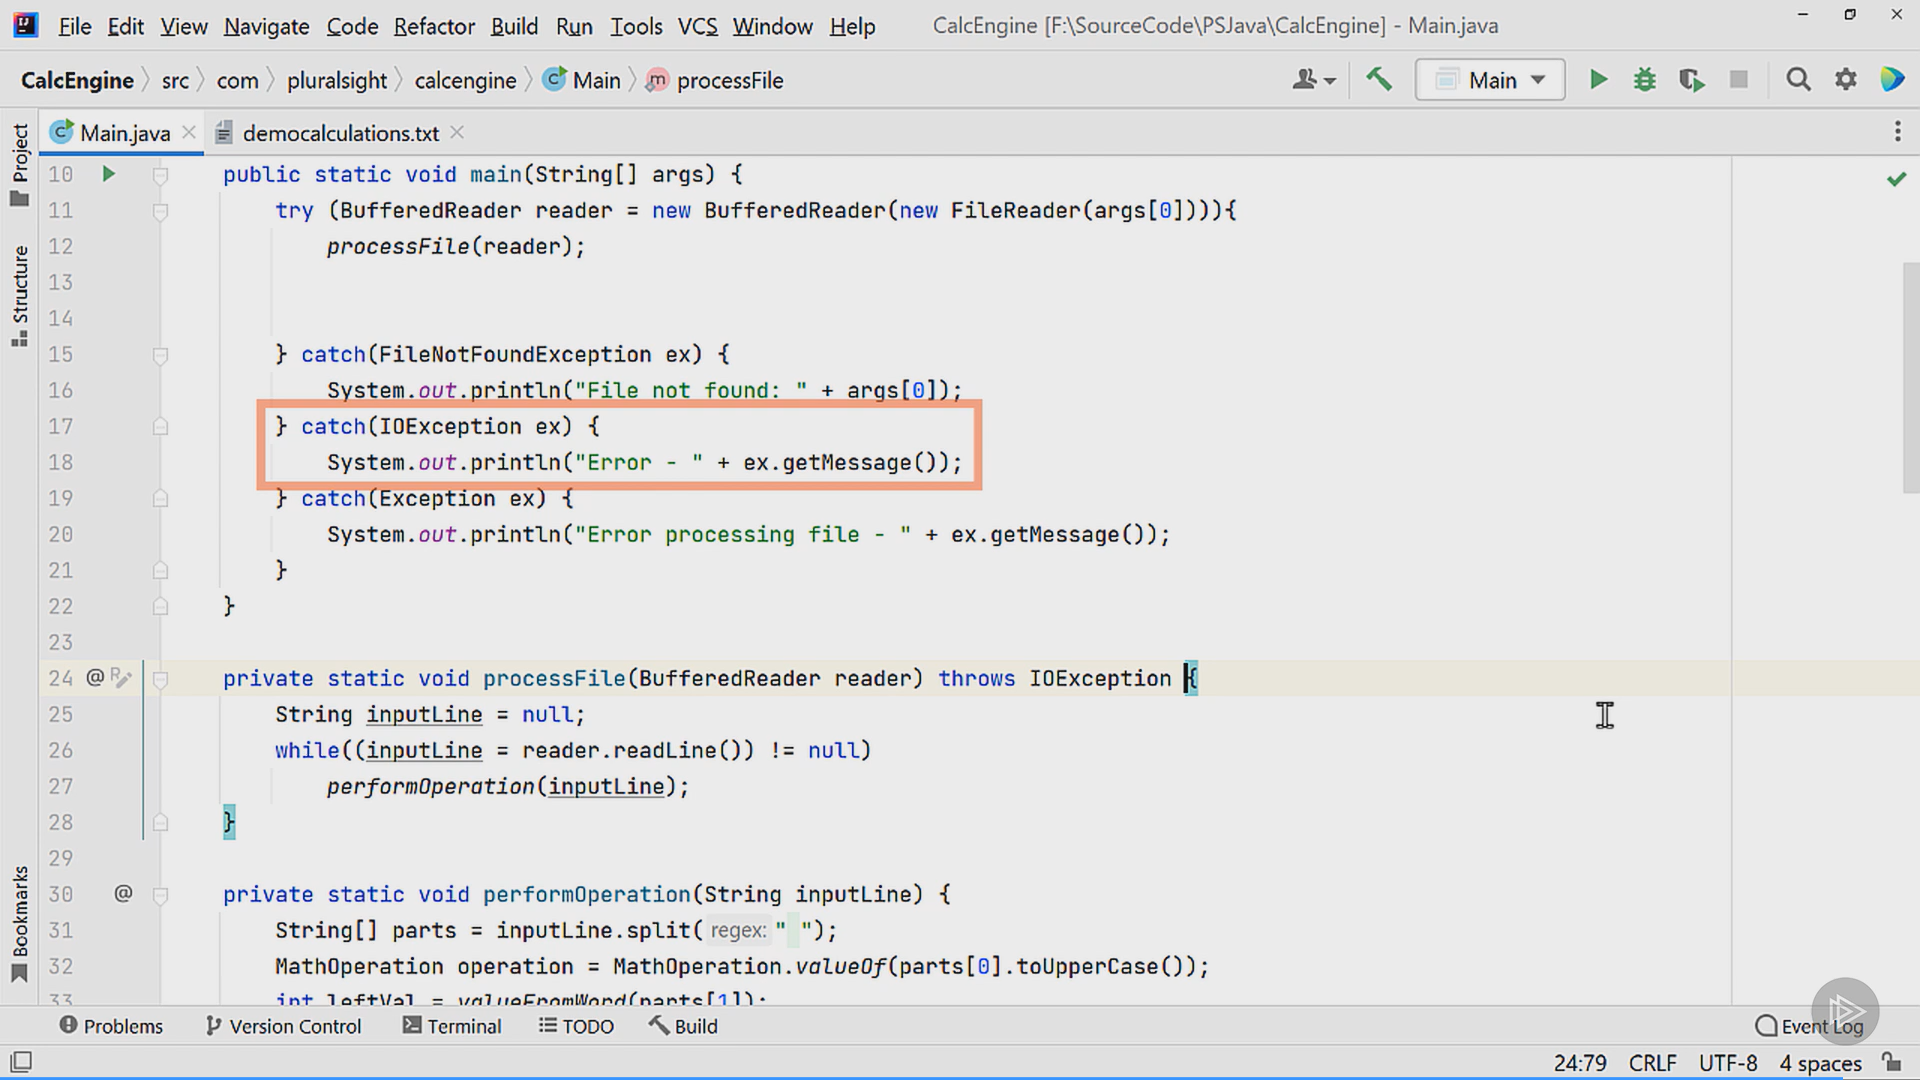 File Edit View Navigate Code Refactor Build Run Tools VCS Window Help CalcEngine [F:\SourceCode\PSJava\CalcEngine] - Main.java
CalcEngine src com pluralsight calcengine Main processFile Main
Main.java democalculations.txt
Project
Structure
Bookmarks
10 public static void main(String[] args) {
11 try (BufferedReader reader = new BufferedReader(new FileReader(args[0]))){
12 processFile(reader);
13
14
15 } catch(FileNotFoundException ex) {
16 System.out.println("File not found: " + args[0]);
17 } catch(IOException ex) {
18 System.out.println("Error - " + ex.getMessage());
19 } catch(Exception ex) {
20 System.out.println("Error processing file - " + ex.getMessage());
21 }
22 }
23
24 private static void processFile(BufferedReader reader) throws IOException {
25 String inputLine = null;
26 while((inputLine = reader.readLine()) != null)
27 performOperation(inputLine);
28 }
29
30 private static void performOperation(String inputLine) {
31 String[] parts = inputLine.split( regex: " ");
32 MathOperation operation = MathOperation.valueOf(parts[0].toUpperCase());
33 int leftVal = valueFromWord(parts[1]);
Problems Version Control Terminal TODO Build Event Log
24:79 CRLF UTF-8 4 spaces